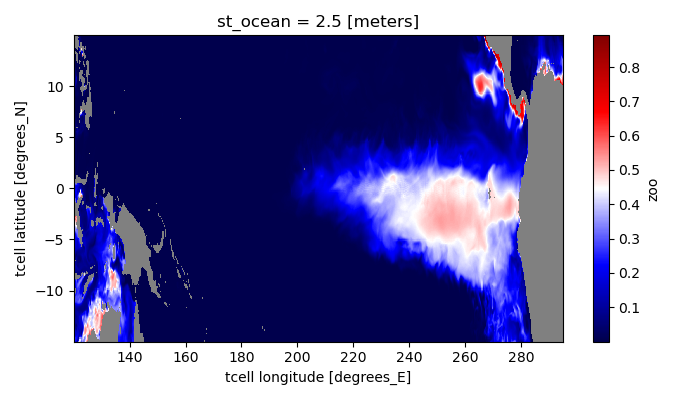 st_ocean = 2.5 [meters]
tcell latitude [degrees_N]
10
5
0
−5
−10
140 160 180 200 220 240 260 280
tcell longitude [degrees_E]
0.8
0.7
0.6
0.5
0.4
0.3
0.2
0.1
zoo